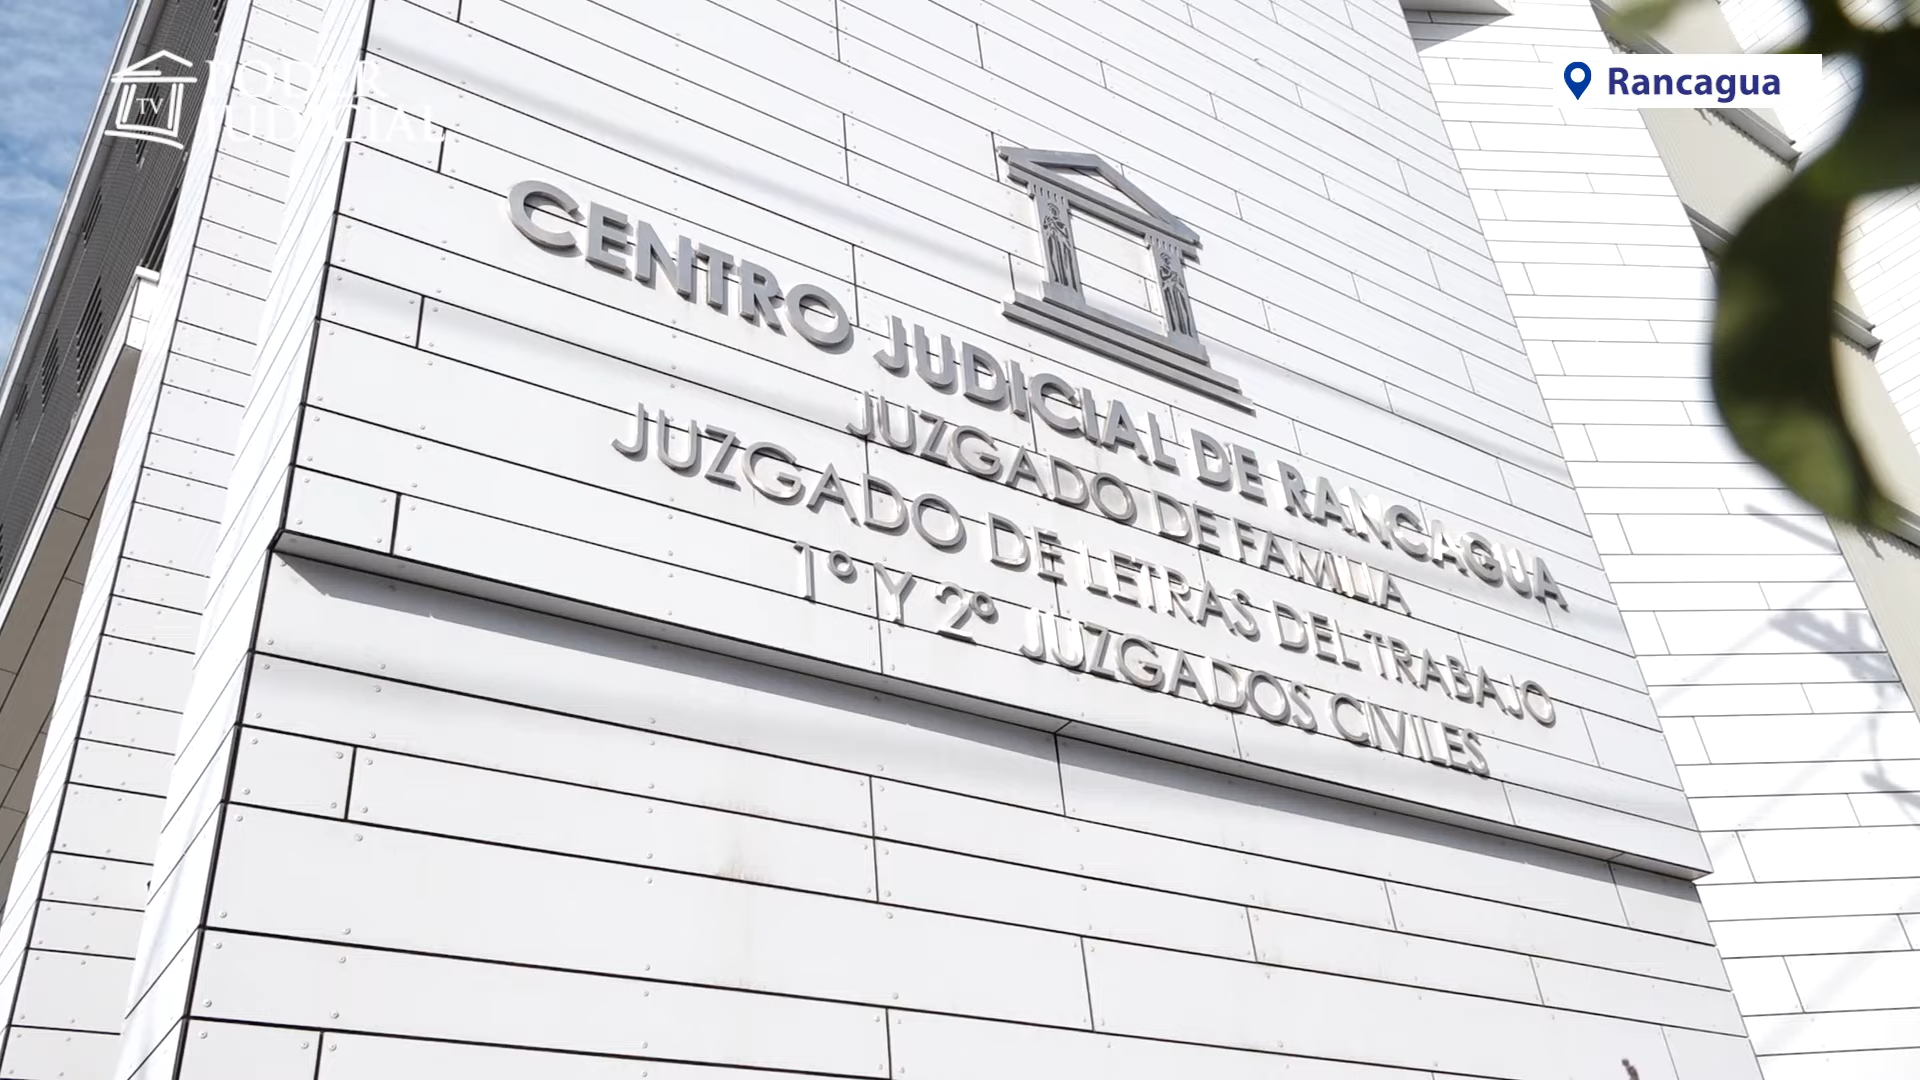 PODER
JUDICIAL
TV
Rancagua
CENTRO JUDICIAL DE RANCAGUA
JUZGADO DE FAMILIA
JUZGADO DE LETRAS DEL TRABAJO
1° Y 2° JUZGADOS CIVILES